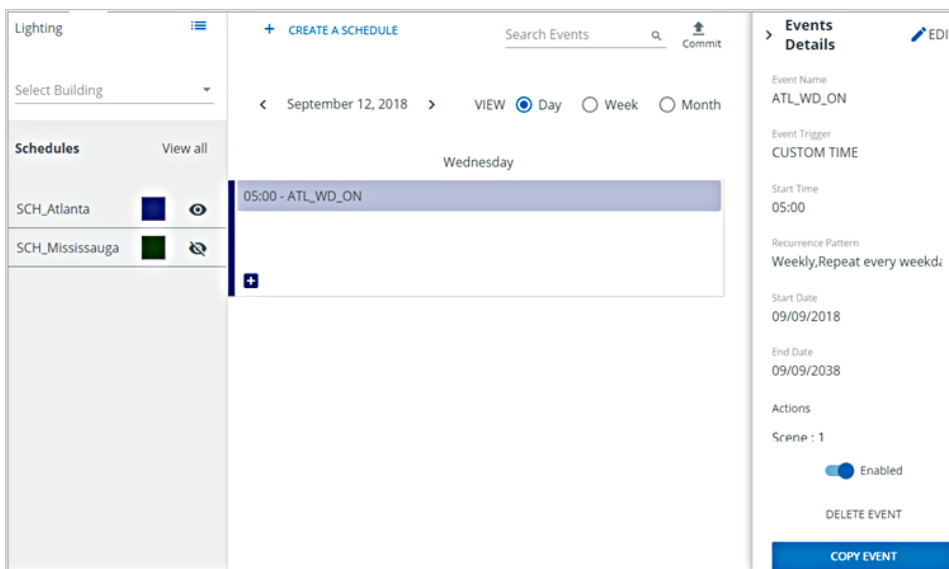 Lighting
Select Building
Schedules View all
SCH_Atlanta
SCH_Mississauga
+ CREATE A SCHEDULE
Search Events
Commit
< September 12, 2018 > VIEW Day Week Month
Wednesday
05:00 - ATL_WD_ON
> Events
Details
EDI
Event Name
ATL_WD_ON
Event Trigger
CUSTOM TIME
Start Time
05:00
Recurrence Pattern
Weekly,Repeat every weekda
Start Date
09/09/2018
End Date
09/09/2038
Actions
Scene : 1
Enabled
DELETE EVENT
COPY EVENT